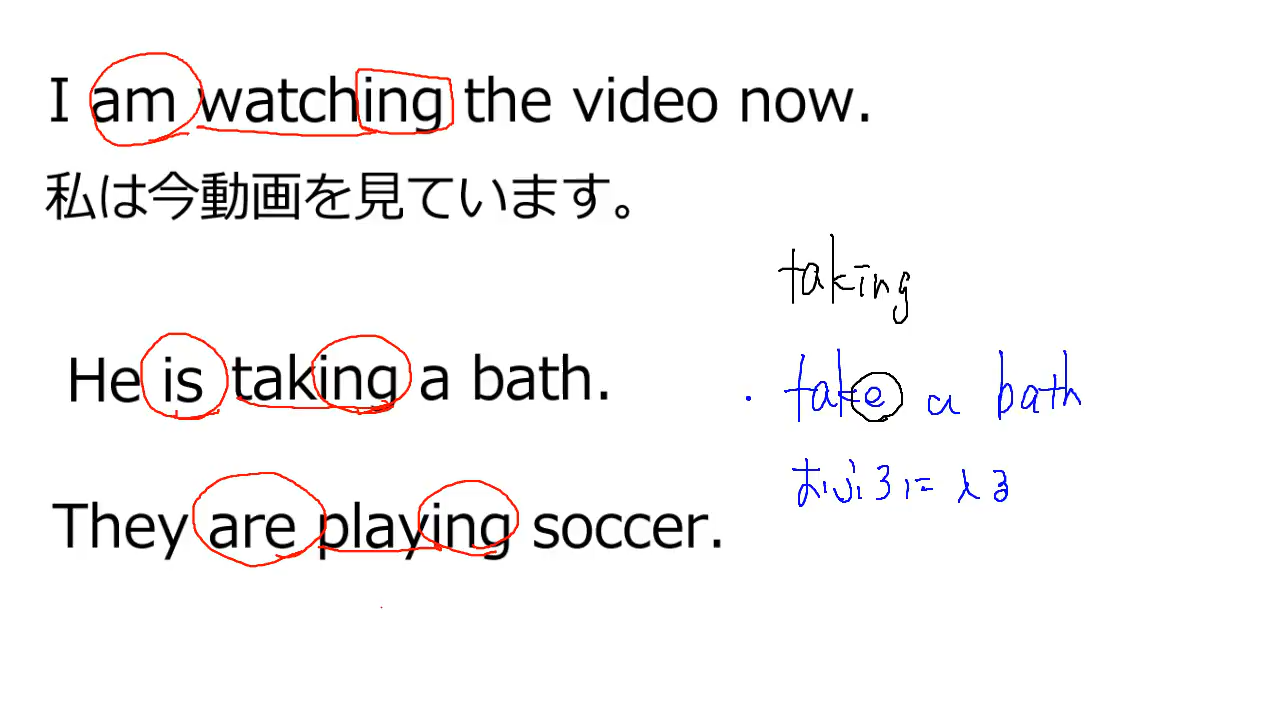 I am watching the video now.
私は今動画を見ています。
taking
He is taking a bath.
take a bath
おふろに入る
They are playing soccer.